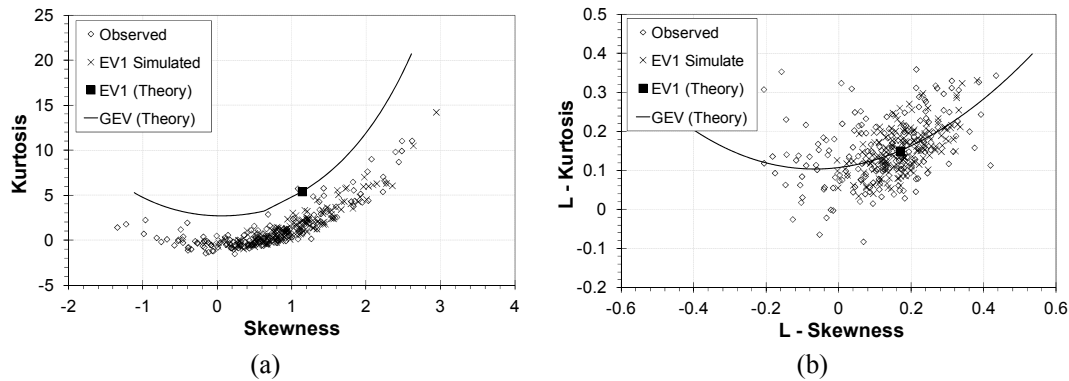 25
20
15
10
5
0
-5
-2
-1
0
1
2
3
4
Kurtosis
Skewness
Observed
EV1 Simulated
EV1 (Theory)
GEV (Theory)
(a)
0.5
0.4
0.3
0.2
0.1
0
-0.1
-0.2
-0.6
-0.4
-0.2
0
0.2
0.4
0.6
L - Kurtosis
L - Skewness
Observed
EV1 Simulate
EV1 (Theory)
GEV (Theory)
(b)